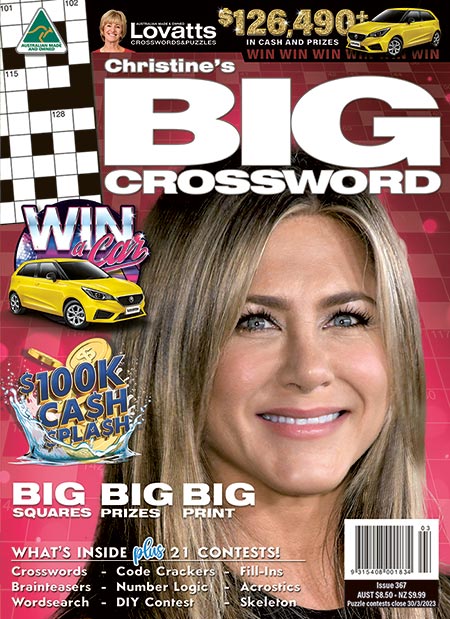 101
102
115
128
AUSTRALIAN MADE
AND OWNED
AUSTRALIAN MADE & OWNED
Lovatts
CROSSWORDS&PUZZLES
$126,490+
IN CASH AND PRIZES
WIN WIN WIN WIN WIN WIN WIN
Christine's
BIG
CROSSWORD
WIN
a Car
$100K
CASH
SPLASH
BIG BIG BIG
SQUARES PRIZES PRINT
WHAT'S INSIDE plus 21 CONTESTS!
Crosswords - Code Crackers - Fill-Ins
Brainteasers - Number Logic - Acrostics
Wordsearch - DIY Contest - Skeleton
03
9 315408 001834
Issue 367
AUST $8.50 • NZ $9.99
Puzzle contests close 30/3/2023